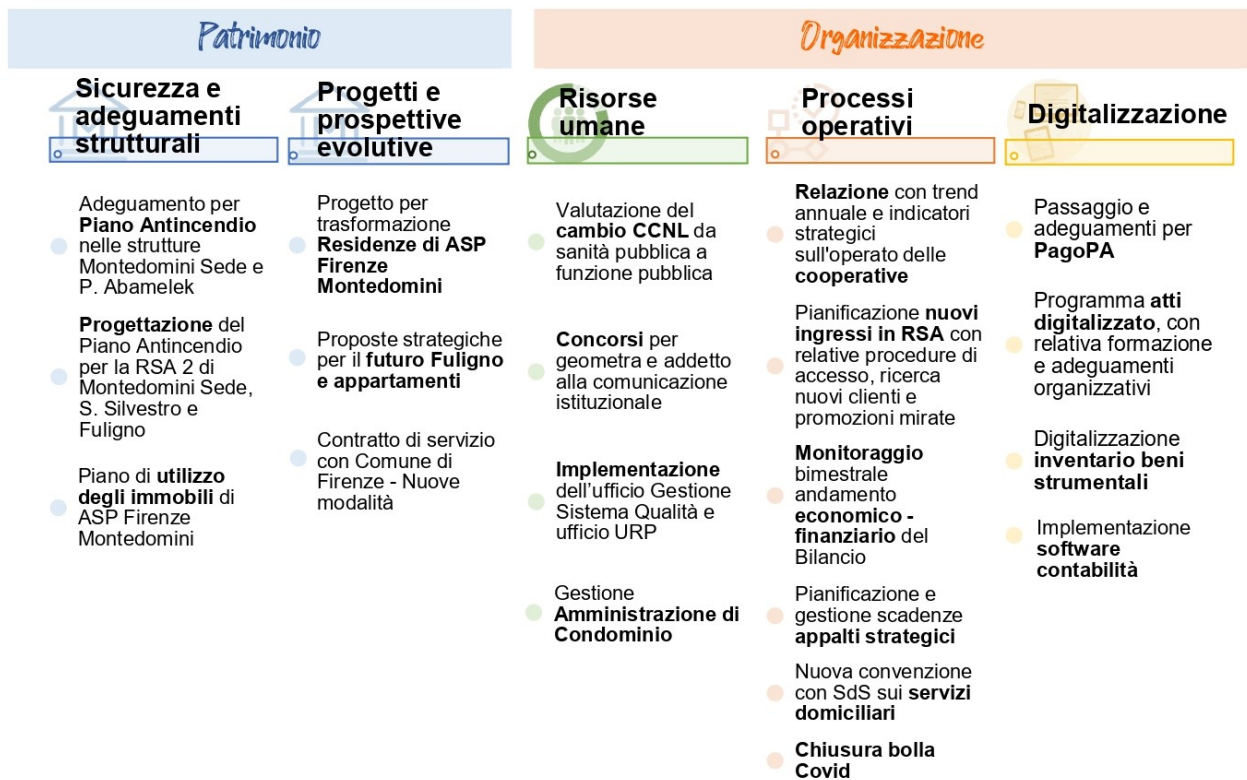 Patrimonio
Organizzazione
Sicurezza e
adeguamenti
strutturali
Adeguamento per
Piano Antincendio
nelle strutture
Montedomini Sede e
P. Abamelek
Progettazione del
Piano Antincendio
per la RSA 2 di
Montedomini Sede,
S. Silvestro e
Fuligno
Piano di utilizzo
degli immobili di
ASP Firenze
Montedomini
Progetti e
prospettive
evolutive
Progetto per
trasformazione
Residenze di ASP
Firenze
Montedomini
Proposte strategiche
per il futuro Fuligno
e appartamenti
Contratto di servizio
con Comune di
Firenze - Nuove
modalità
Risorse
umane
Valutazione del
cambio CCNL da
sanità pubblica a
funzione pubblica
Concorsi per
geometra e addetto
alla comunicazione
istituzionale
Implementazione
dell'ufficio Gestione
Sistema Qualità e
ufficio URP
Gestione
Amministrazione di
Condominio
Processi
operativi
Relazione con trend
annuale e indicatori
strategici
sull'operato delle
cooperative
Pianificazione nuovi
ingressi in RSA con
relative procedure di
accesso, ricerca
nuovi clienti e
promozioni mirate
Monitoraggio
bimestrale
andamento
economico -
finanziario del
Bilancio
Pianificazione e
gestione scadenze
appalti strategici
Nuova convenzione
con SdS sui servizi
domiciliari
Chiusura bolla
Covid
Digitalizzazione
Passaggio e
adeguamenti per
PagoPA
Programma atti
digitalizzato, con
relativa formazione
e adeguamenti
organizzativi
Digitalizzazione
inventario beni
strumentali
Implementazione
software
contabilità